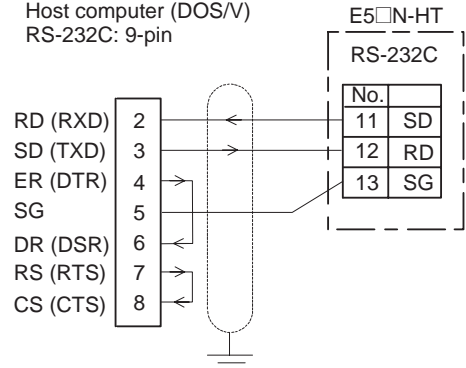 Host computer (DOS/V)
RS-232C: 9-pin
E5□N-HT
RS-232C
No.
RD (RXD) 2
11 SD
SD (TXD) 3
12 RD
ER (DTR) 4
13 SG
SG 5
DR (DSR) 6
RS (RTS) 7
CS (CTS) 8